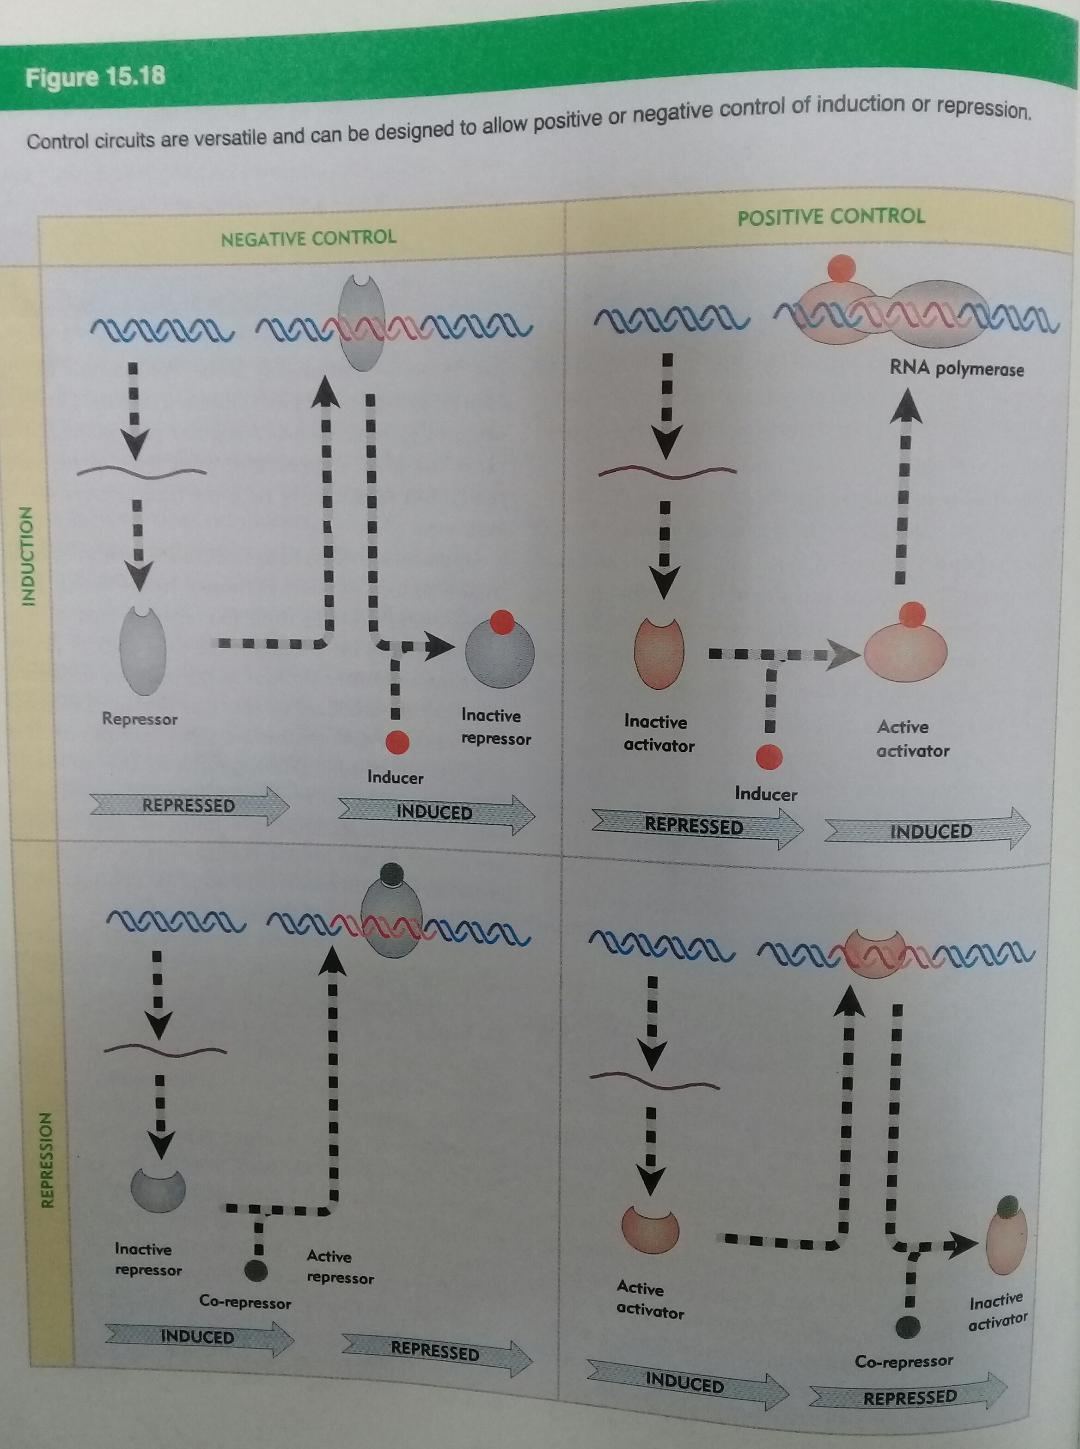 Figure 15.18
Control circuits are versatile and can be designed to allow positive or negative control of induction or repression.
NEGATIVE CONTROL
POSITIVE CONTROL
INDUCTION
RNA polymerase
Repressor
Inactive
repressor
Inducer
REPRESSED
INDUCED
Inactive
activator
Active
activator
Inducer
REPRESSED
INDUCED
REPRESSION
Inactive
repressor
Active
repressor
Co-repressor
INDUCED
REPRESSED
Active
activator
Inactive
activator
Co-repressor
INDUCED
REPRESSED